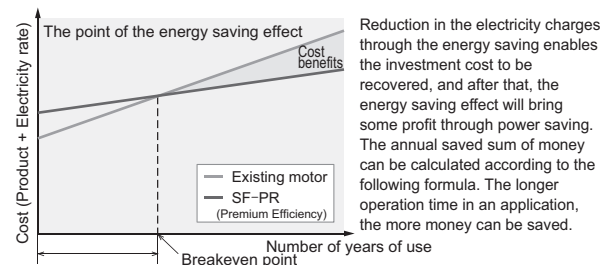 The point of the energy saving effect
Cost (Product + Electricity rate)
Cost
benefits
Existing motor
SF-PR
(Premium Efficiency)
Number of years of use
Breakeven point
Reduction in the electricity charges
through the energy saving enables
the investment cost to be
recovered, and after that, the
energy saving effect will bring
some profit through power saving.
The annual saved sum of money
can be calculated according to the
following formula. The longer
operation time in an application,
the more money can be saved.